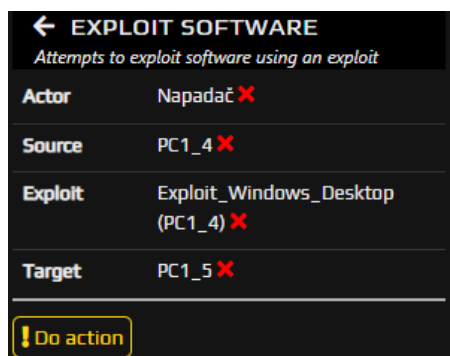 ← EXPLOIT SOFTWARE
Attempts to exploit software using an exploit
Actor Napadač ✖
Source PC1_4 ✖
Exploit Exploit_Windows_Desktop
(PC1_4) ✖
Target PC1_5 ✖
! Do action